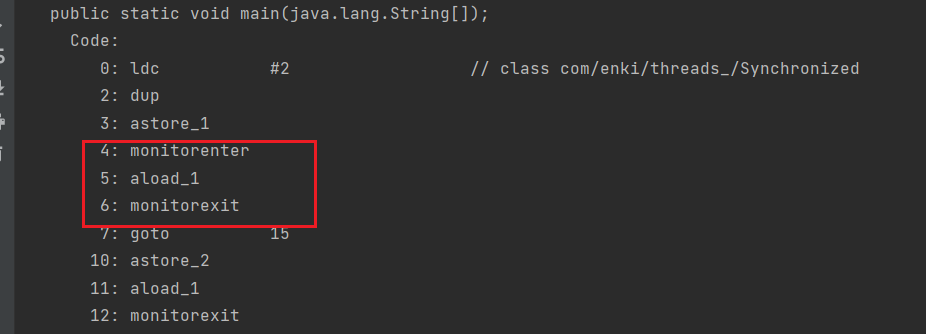 public static void main(java.lang.String[]);
Code:
0: ldc #2 // class com/enki/threads_/Synchronized
2: dup
3: astore_1
4: monitorenter
5: aload_1
6: monitorexit
7: goto 15
10: astore_2
11: aload_1
12: monitorexit